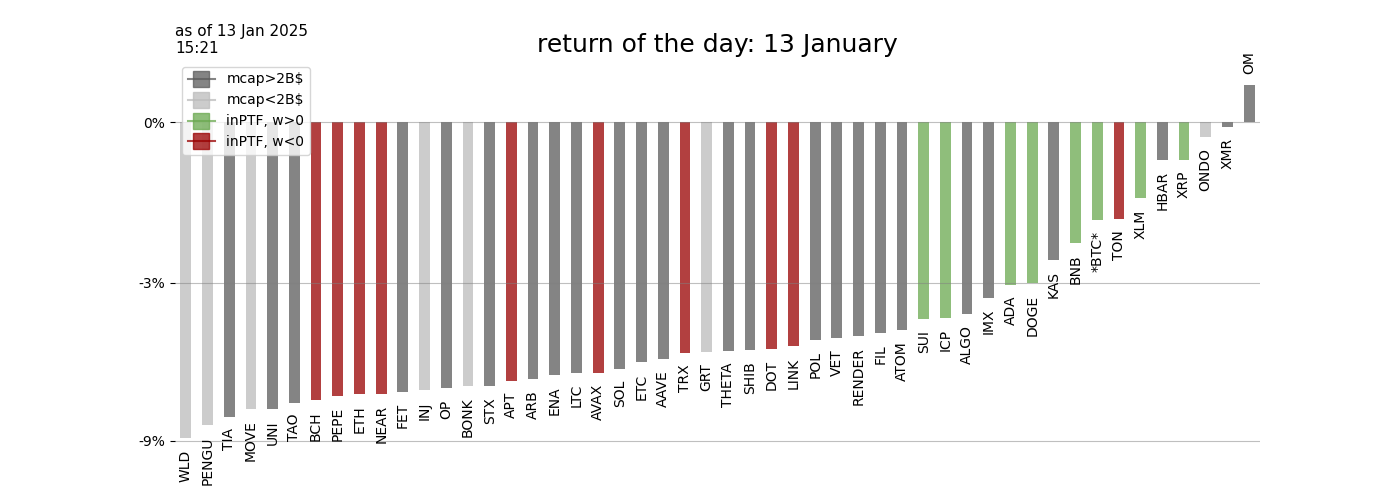 as of 13 Jan 2025
15:21
return of the day: 13 January
mcap>2B$
mcap<2B$
inPTF, w>0
inPTF, w<0
0%
-3%
-9%
WLD
PENGU
TIA
MOVE
UNI
TAO
BCH
PEPE
ETH
NEAR
FET
INJ
OP
BONK
STX
APT
ARB
ENA
LTC
AVAX
SOL
ETC
AAVE
TRX
GRT
THETA
SHIB
DOT
LINK
POL
VET
RENDER
FIL
ATOM
SUI
ICP
ALGO
IMX
ADA
DOGE
KAS
BNB
*BTC*
TON
XLM
HBAR
XRP
ONDO
XMR
OM